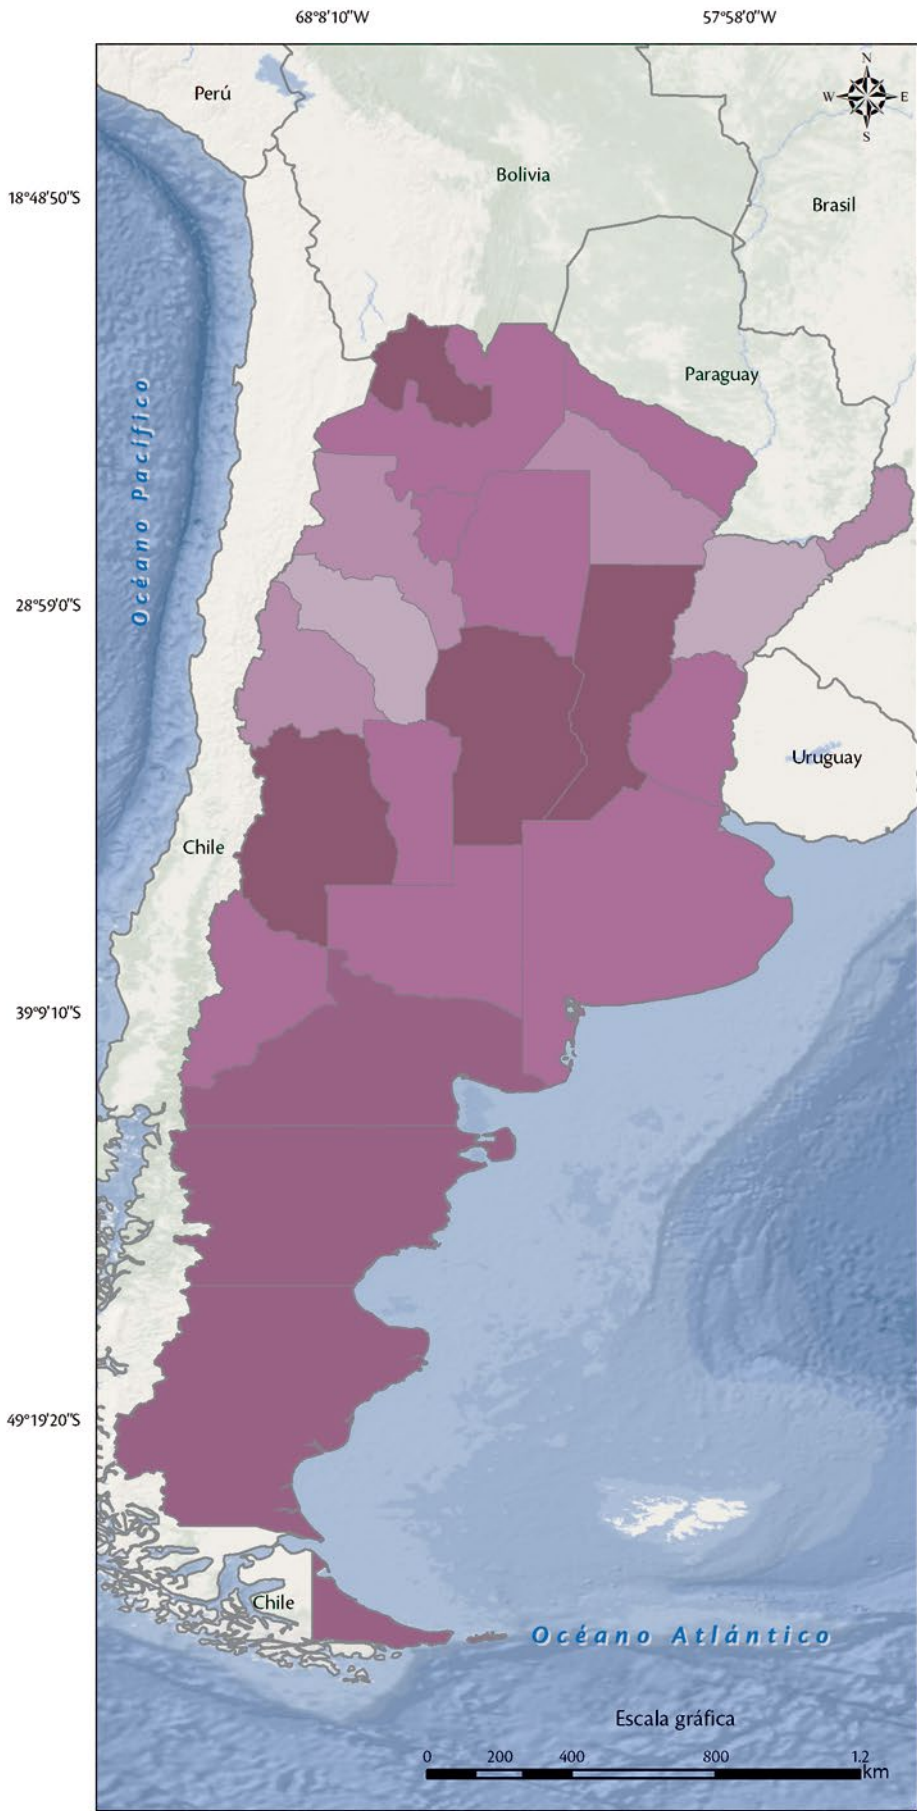 68°8'10"W
57°58'0"W
Perú
N
W
E
S
Bolivia
18°48'50"S
Brasil
Paraguay
Océano Pacífico
28°59'0"S
Uruguay
Chile
39°9'10"S
49°19'20"S
Chile
Océano Atlántico
Escala gráfica
0 200 400 800 1.2
km